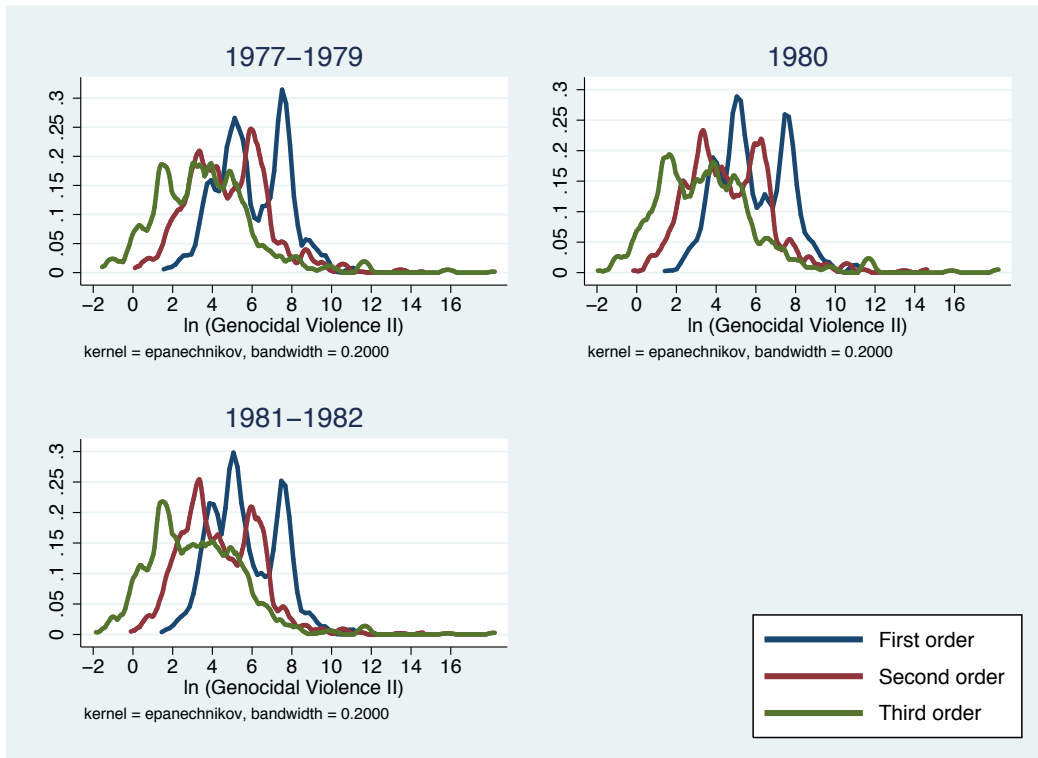 1977−1979
.3
.25
.2
.15
.1
.05
0
−2 0 2 4 6 8 10 12 14 16
ln (Genocidal Violence II)
kernel = epanechnikov, bandwidth = 0.2000
1980
.3
.25
.2
.15
.1
.05
0
−2 0 2 4 6 8 10 12 14 16
ln (Genocidal Violence II)
kernel = epanechnikov, bandwidth = 0.2000
1981−1982
.3
.25
.2
.15
.1
.05
0
−2 0 2 4 6 8 10 12 14 16
ln (Genocidal Violence II)
kernel = epanechnikov, bandwidth = 0.2000
First order
Second order
Third order